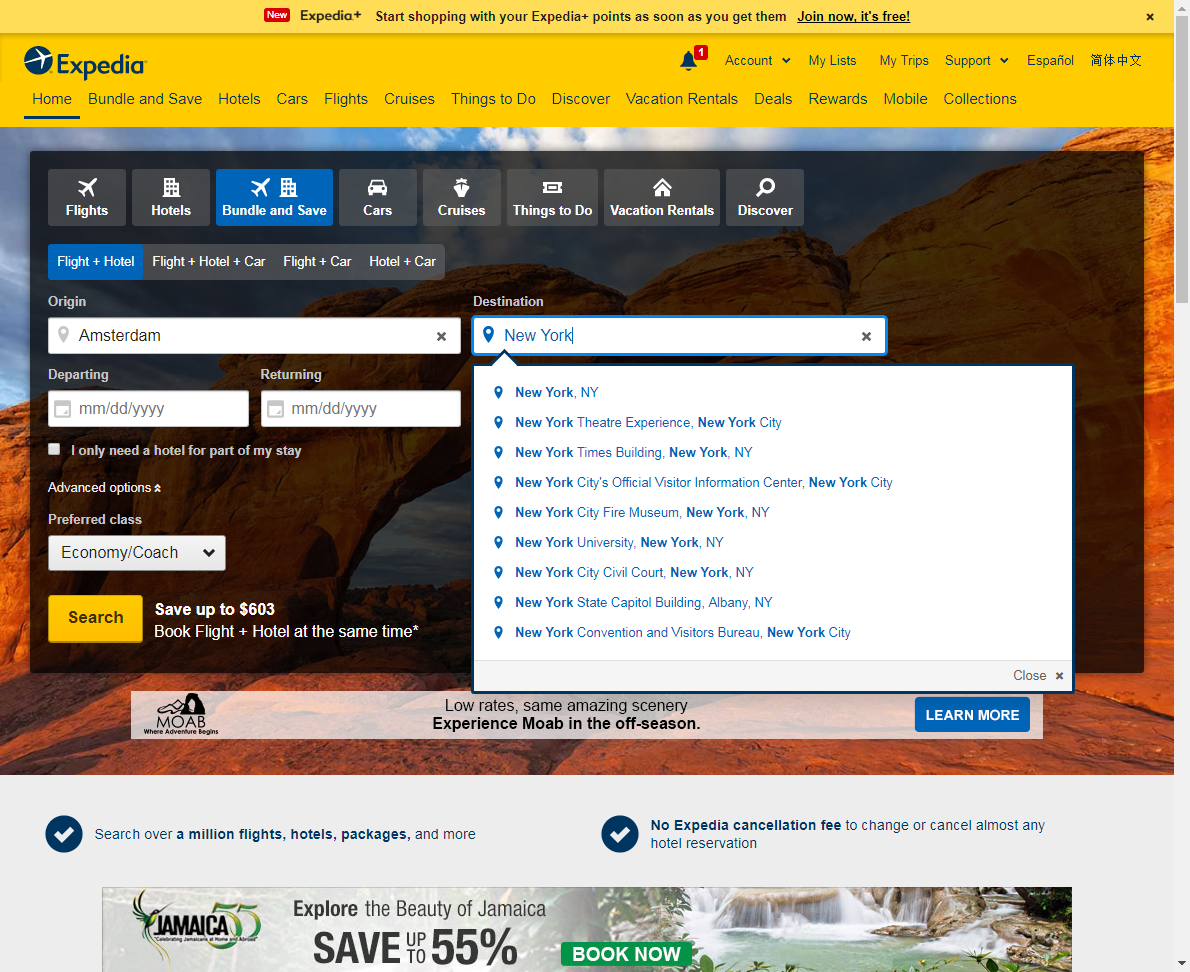 New Expedia+ Start shopping with your Expedia+ points as soon as you get them Join now, it's free! ×
Expedia
1 Account My Lists My Trips Support Español 简体中文
Home Bundle and Save Hotels Cars Flights Cruises Things to Do Discover Vacation Rentals Deals Rewards Mobile Collections
Flights Hotels Bundle and Save Cars Cruises Things to Do Vacation Rentals Discover
Flight + Hotel Flight + Hotel + Car Flight + Car Hotel + Car
Origin Destination
Amsterdam × New York ×
Departing Returning
mm/dd/yyyy mm/dd/yyyy
New York, NY
New York Theatre Experience, New York City
New York Times Building, New York, NY
New York City's Official Visitor Information Center, New York City
New York City Fire Museum, New York, NY
New York University, New York, NY
New York City Civil Court, New York, NY
New York State Capitol Building, Albany, NY
New York Convention and Visitors Bureau, New York City
Close ×
I only need a hotel for part of my stay
Advanced options
Preferred class
Economy/Coach
Search
Save up to $603
Book Flight + Hotel at the same time*
MOAB
Where Adventure Begins
Low rates, same amazing scenery
Experience Moab in the off-season.
LEARN MORE
Search over a million flights, hotels, packages, and more
No Expedia cancellation fee to change or cancel almost any
hotel reservation
JAMAICA 55
"Celebrating Jamaicans at Home and Abroad"
Explore the Beauty of Jamaica
SAVE UP TO 55%
BOOK NOW